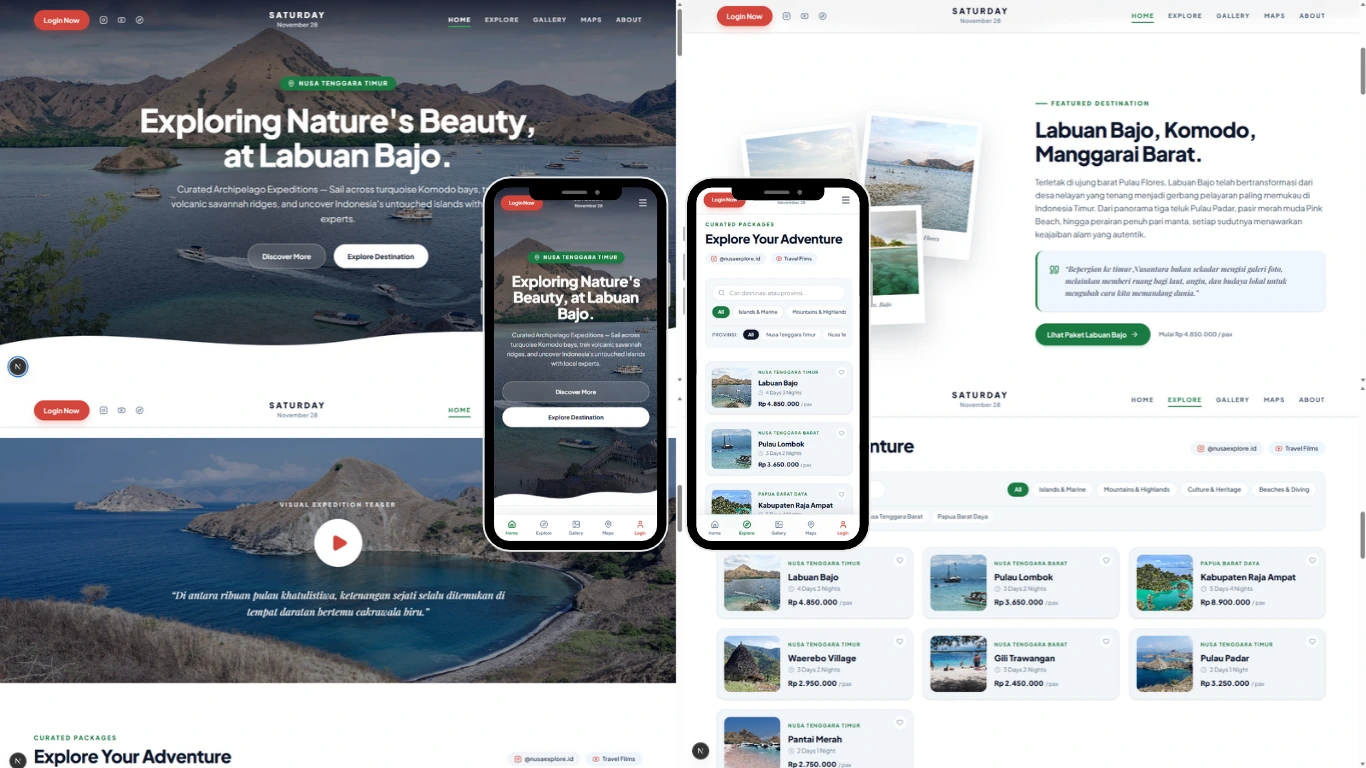 Login Now
SATURDAY
November 28
HOME EXPLORE GALLERY MAPS ABOUT
NUSA TENGGARA TIMUR
Exploring Nature's Beauty,
at Labuan Bajo.
Curated Archipelago Expeditions — Sail across turquoise Komodo bays, t
volcanic savannah ridges, and uncover Indonesia's untouched islands with
experts.
Discover More
Explore Destination
N
Login Now
SATURDAY
November 28
HOME EXPLORE GALLERY MAPS ABOUT
FEATURED DESTINATION
Labuan Bajo, Komodo,
Manggarai Barat.
Terletak di ujung barat Pulau Flores, Labuan Bajo telah bertransformasi dari
desa nelayan yang tenang menjadi gerbang pelayaran paling memukau di
Indonesia Timur. Dari panorama tiga teluk Pulau Padar, pasir merah muda Pink
Beach, hingga perairan penuh pari manta, setiap sudutnya menawarkan
keajaiban alam yang autentik.
“Bepergian ke timur Nusantara bukan sekadar mengisi galeri foto,
melainkan memberi ruang bagi laut, angin, dan budaya lokal untuk
mengubah cara kita memandang dunia.”
Lihat Paket Labuan Bajo
Mulai Rp 4.850.000 / pax
Flores
Bajo
Login Now
November 28
NUSA TENGGARA TIMUR
Exploring Nature's
Beauty, at Labuan
Bajo.
Curated Archipelago Expeditions — Sail across
turquoise Komodo bays, trek volcanic savannah
ridges, and uncover Indonesia's untouched islands
with local experts.
Discover More
Explore Destination
Home Explore Gallery Maps Login
Login Now
November 28
CURATED PACKAGES
Explore Your Adventure
@nusaexplore.id
Travel Films
Cari destinasi atau provinsi...
All Islands & Marine Mountains & Highlands
PROVINSI: All Nusa Tenggara Timur Nusa Te
NUSA TENGGARA TIMUR
Labuan Bajo
4 Days 3 Nights
Rp 4.850.000 / pax
NUSA TENGGARA BARAT
Pulau Lombok
3 Days 2 Nights
Rp 3.650.000 / pax
PAPUA BARAT DAYA
Kabupaten Raja Ampat
Home Explore Gallery Maps Login
Login Now
SATURDAY
November 28
HOME
VISUAL EXPEDITION TEASER
“Di antara ribuan pulau khatulistiwa, ketenangan sejati selalu ditemukan di
tempat daratan bertemu cakrawala biru.”
CURATED PACKAGES
Explore Your Adventure
@nusaexplore.id
Travel Films
N
SATURDAY
November 28
HOME EXPLORE GALLERY MAPS ABOUT
nture
@nusaexplore.id
Travel Films
All Islands & Marine Mountains & Highlands Culture & Heritage Beaches & Diving
sa Tenggara Barat Papua Barat Daya
NUSA TENGGARA TIMUR
Labuan Bajo
4 Days 3 Nights
Rp 4.850.000 / pax
NUSA TENGGARA BARAT
Pulau Lombok
3 Days 2 Nights
Rp 3.650.000 / pax
PAPUA BARAT DAYA
Kabupaten Raja Ampat
5 Days 4 Nights
Rp 8.900.000 / pax
NUSA TENGGARA TIMUR
Waerebo Village
3 Days 2 Nights
Rp 2.950.000 / pax
NUSA TENGGARA BARAT
Gili Trawangan
3 Days 2 Nights
Rp 2.450.000 / pax
NUSA TENGGARA TIMUR
Pulau Padar
2 Days 1 Night
Rp 3.250.000 / pax
NUSA TENGGARA TIMUR
Pantai Merah
2 Days 1 Night
Rp 2.750.000 / pax
N